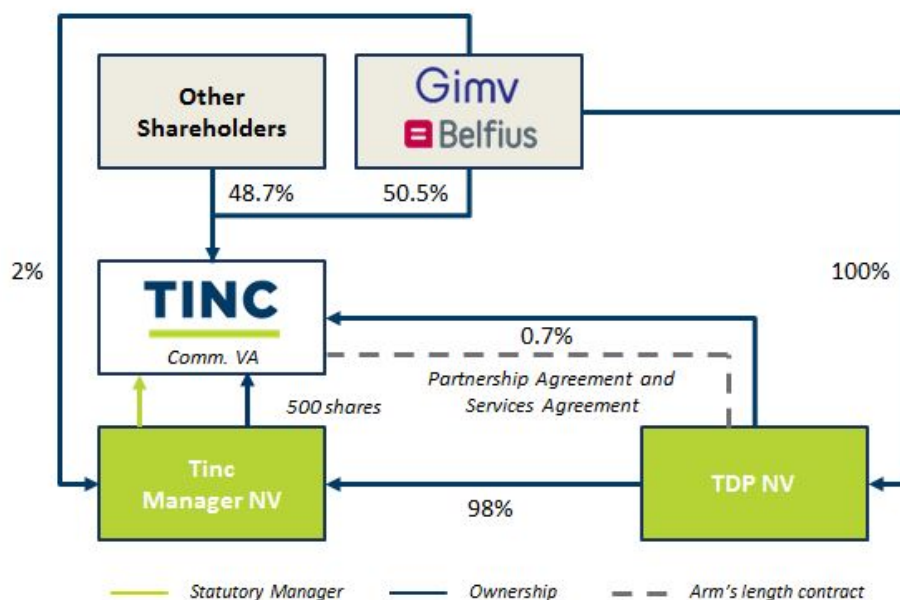 Other
Shareholders
Gimv
Belfius
48.7%
50.5%
2%
100%
TINC
Comm. VA
0.7%
Partnership Agreement and
Services Agreement
500 shares
Tinc
Manager NV
TDP NV
98%
Statutory Manager
Ownership
Arm's length contract